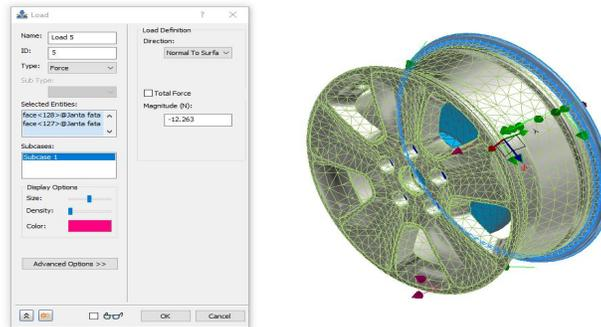 Load
? ×
Name: Load 5
ID: 5
Type: Force
Sub Type:
Selected Entities:
face<128>@Janta fata
face<127>@Janta fata
Subcases:
Subcase 1
Display Options
Size:
Density:
Color:
Advanced Options >>
Load Definition
Direction:
Normal To Surfa
Total Force
Magnitude (N):
-12.263
OK
Cancel